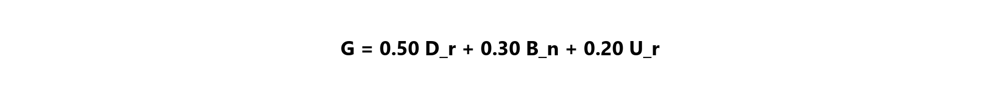 G = 0.50 D_r + 0.30 B_n + 0.20 U_r